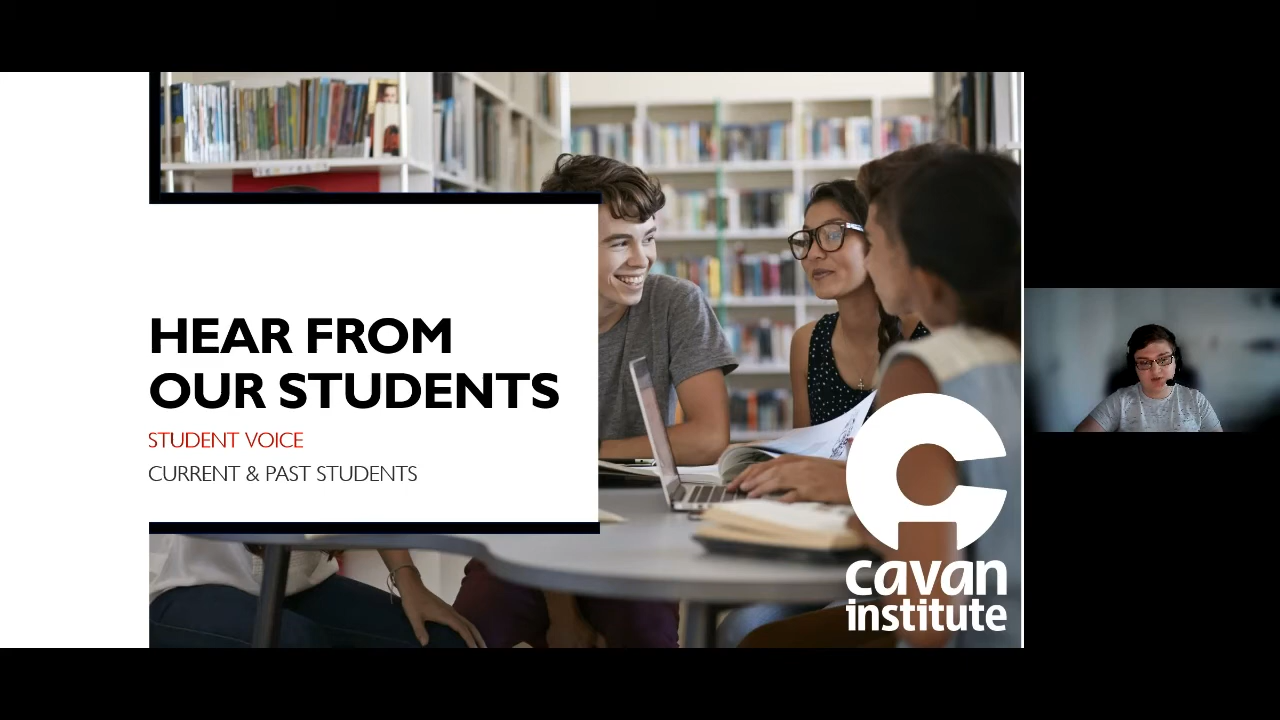 HEAR FROM
OUR STUDENTS
STUDENT VOICE
CURRENT & PAST STUDENTS
cavan
institute